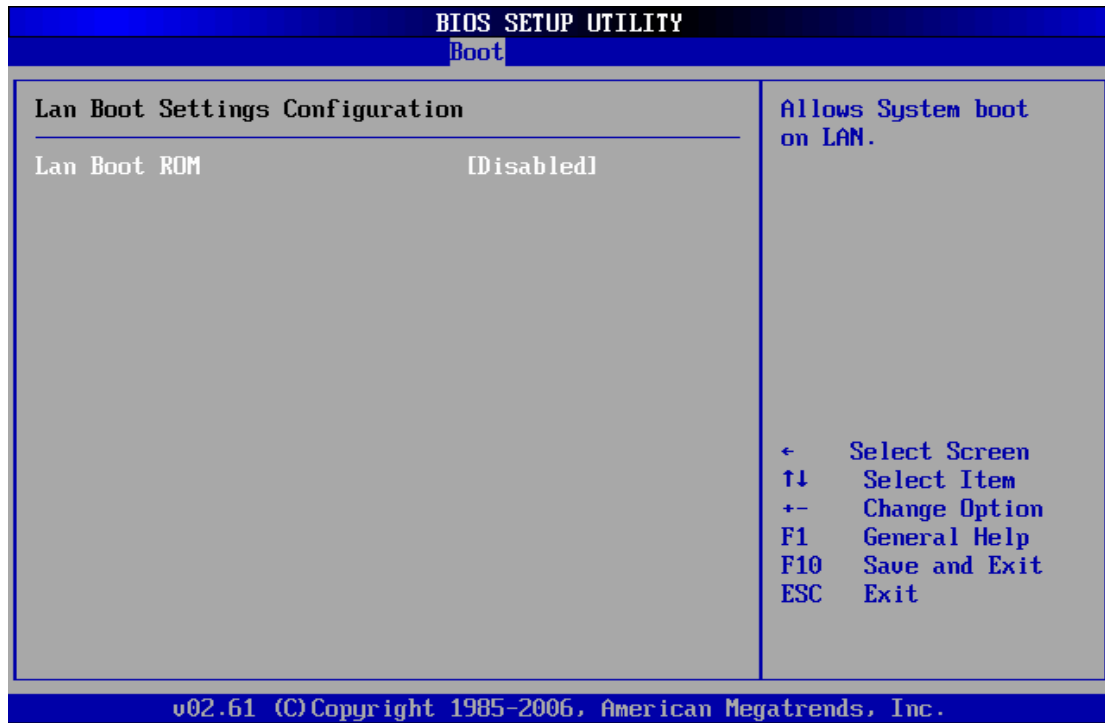 BIOS SETUP UTILITY
Boot
Lan Boot Settings Configuration
Lan Boot ROM [Disabled]
Allows System boot
on LAN.
← Select Screen
↑↓ Select Item
+- Change Option
F1 General Help
F10 Save and Exit
ESC Exit
v02.61 (C)Copyright 1985-2006, American Megatrends, Inc.